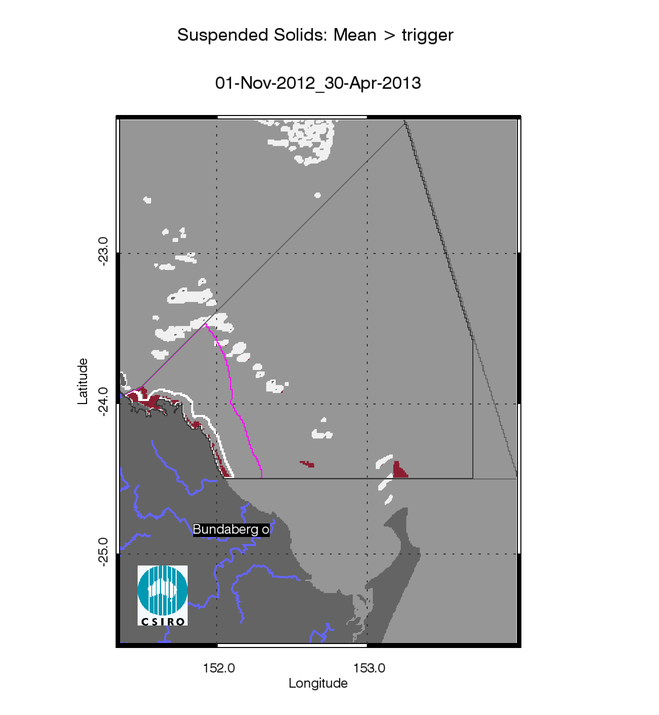 Suspended Solids: Mean > trigger
01-Nov-2012_30-Apr-2013
-23.0
Latitude
-24.0
Bundaberg o
-25.0
CSIRO
152.0 153.0
Longitude